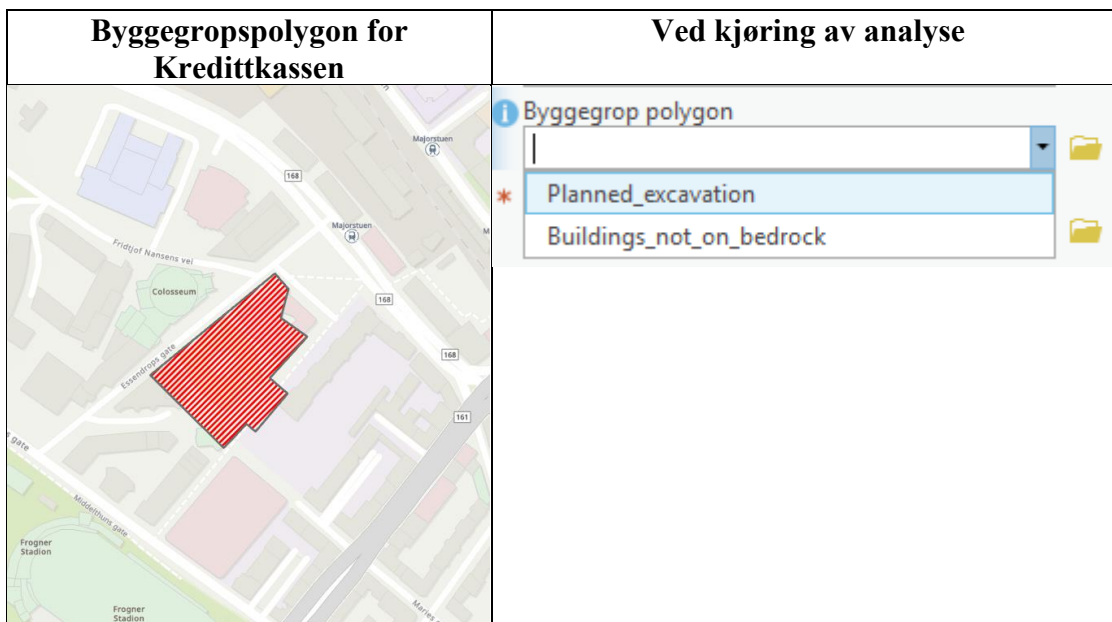 Byggegropspolygon for
Kredittkassen
Ved kjøring av analyse
Majorstuen
168
Majorstuen
Fridtjof Nansens vei
Colosseum
168
Essendrops gate
168
161
s gate
Middelthuns gate
Frogner
Stadion
Frogner
Stadion
Maries g
i Byggegrop polygon
* Planned_excavation
Buildings_not_on_bedrock